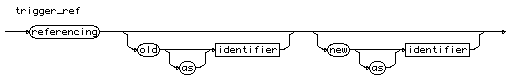 trigger_ref
referencing
old as identifier new as identifier